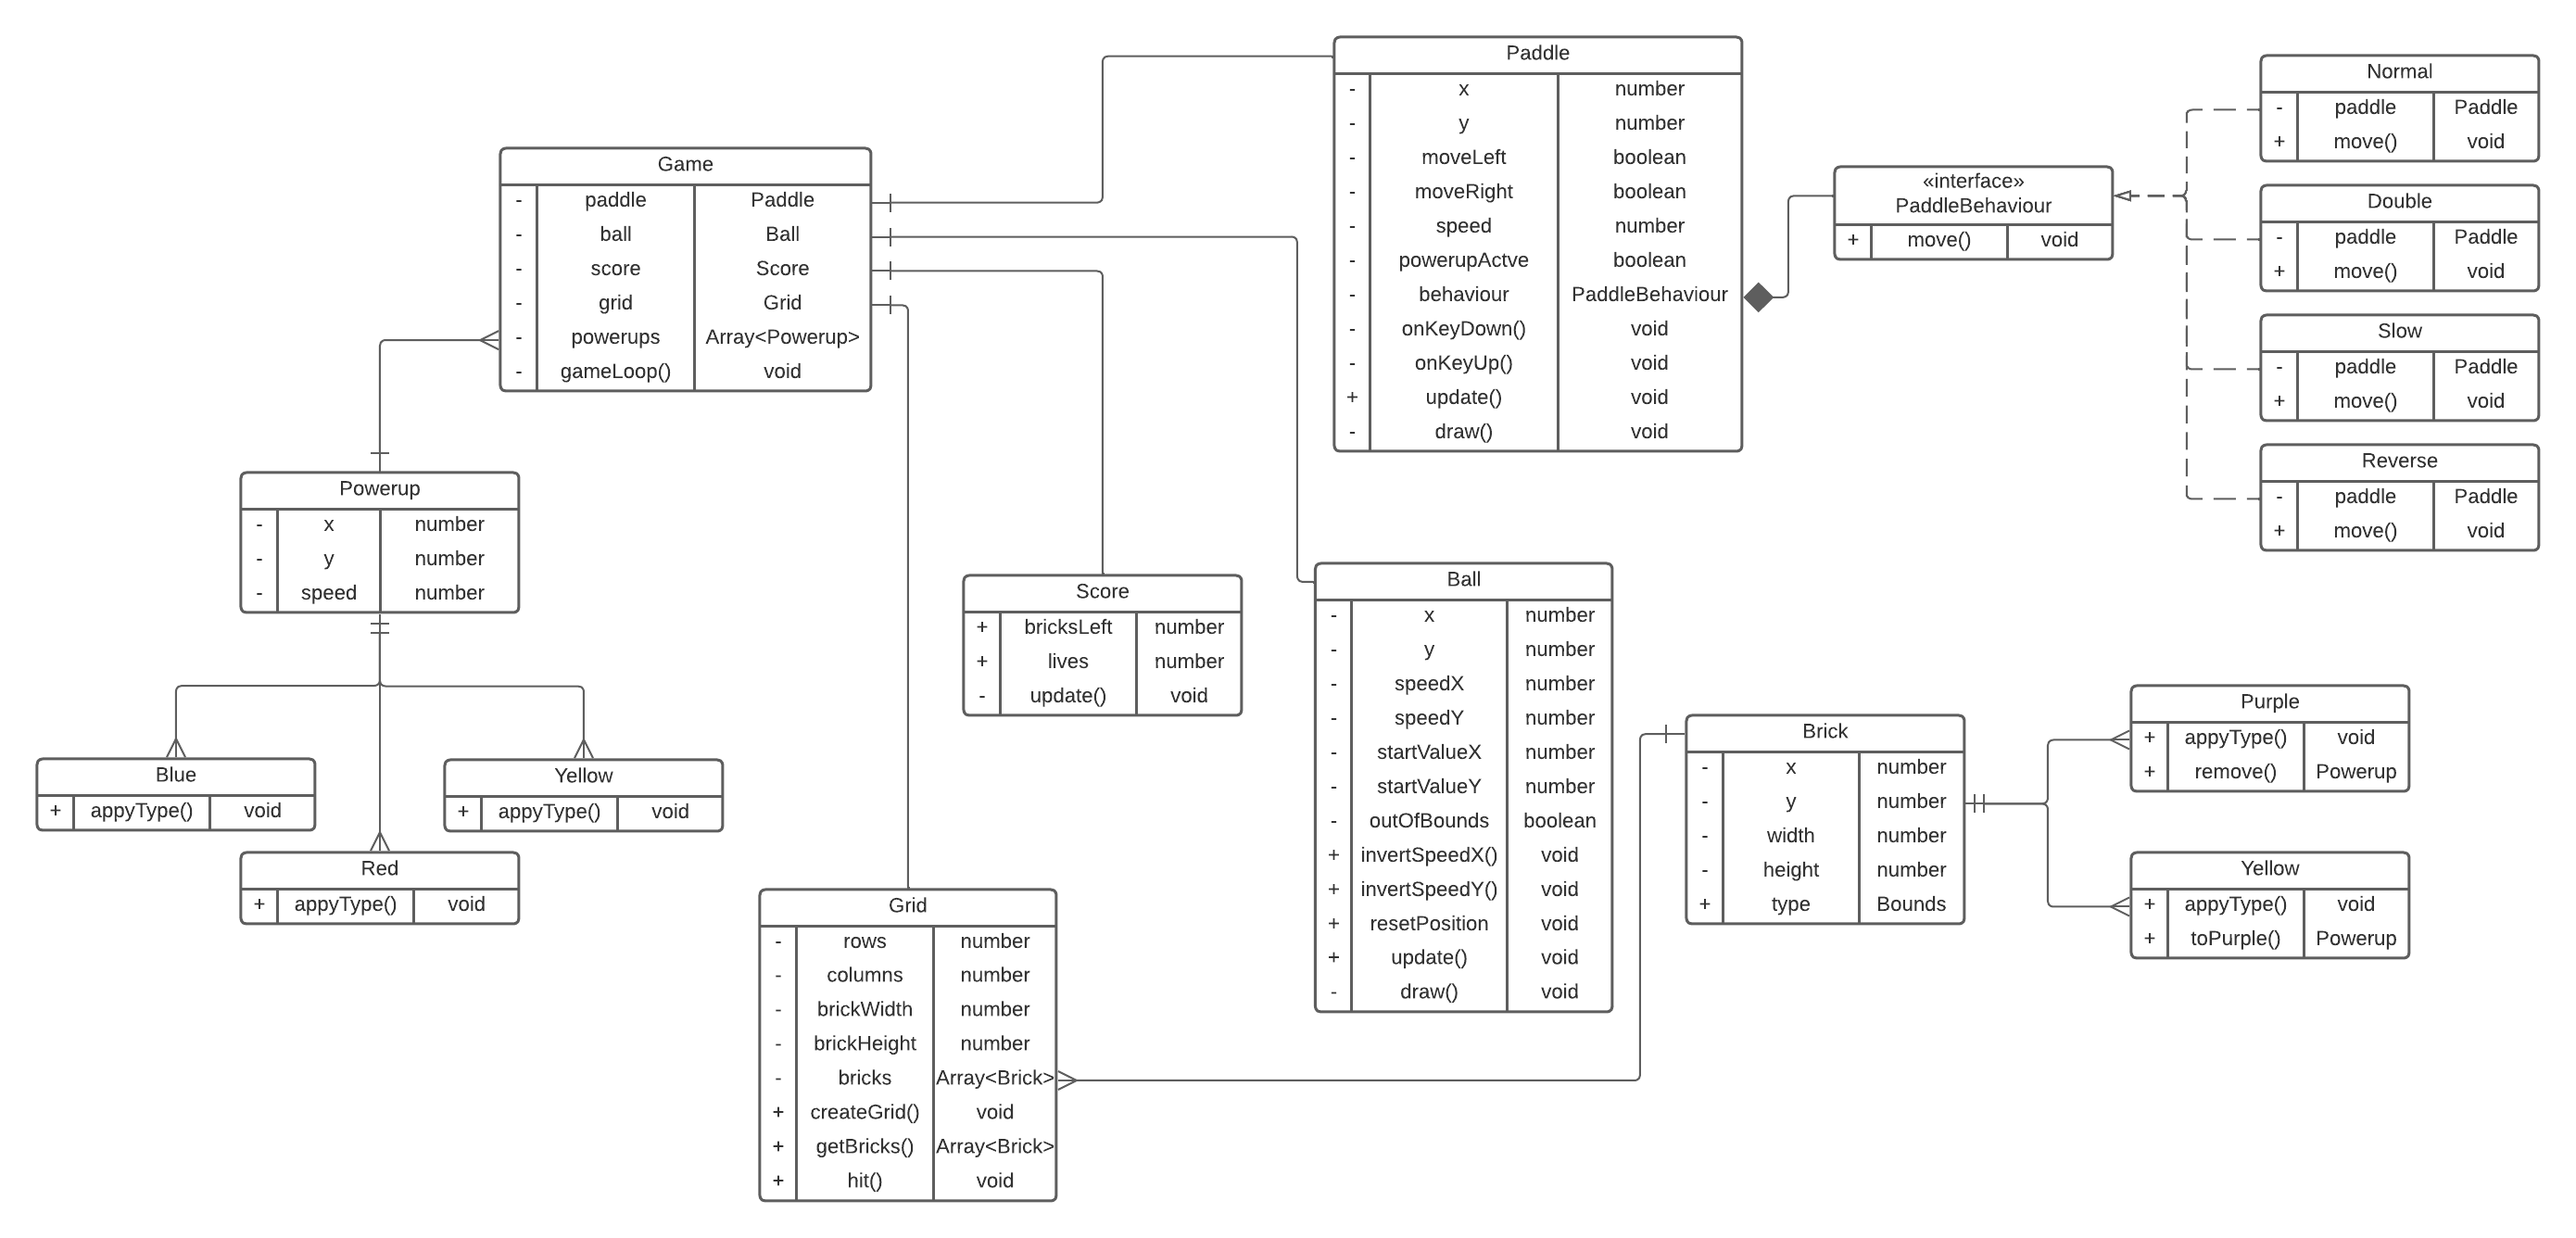 Game
- paddle Paddle
- ball Ball
- score Score
- grid Grid
- powerups Array<Powerup>
- gameLoop() void
Paddle
- x number
- y number
- moveLeft boolean
- moveRight boolean
- speed number
- powerupActve boolean
- behaviour PaddleBehaviour
- onKeyDown() void
- onKeyUp() void
+ update() void
- draw() void
«interface»
PaddleBehaviour
+ move() void
Normal
- paddle Paddle
+ move() void
Double
- paddle Paddle
+ move() void
Slow
- paddle Paddle
+ move() void
Reverse
- paddle Paddle
+ move() void
Powerup
- x number
- y number
- speed number
Blue
+ appyType() void
Yellow
+ appyType() void
Red
+ appyType() void
Score
+ bricksLeft number
+ lives number
- update() void
Ball
- x number
- y number
- speedX number
- speedY number
- startValueX number
- startValueY number
- outOfBounds boolean
+ invertSpeedX() void
+ invertSpeedY() void
+ resetPosition void
+ update() void
- draw() void
Grid
- rows number
- columns number
- brickWidth number
- brickHeight number
- bricks Array<Brick>
+ createGrid() void
+ getBricks() Array<Brick>
+ hit() void
Brick
- x number
- y number
- width number
- height number
+ type Bounds
Purple
+ appyType() void
+ remove() Powerup
Yellow
+ appyType() void
+ toPurple() Powerup